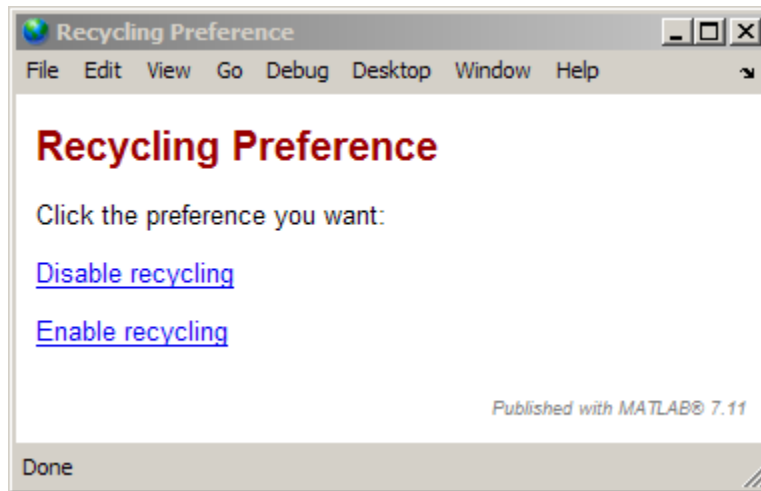 Recycling Preference
File Edit View Go Debug Desktop Window Help
Recycling Preference
Click the preference you want:
Disable recycling
Enable recycling
Published with MATLAB® 7.11
Done